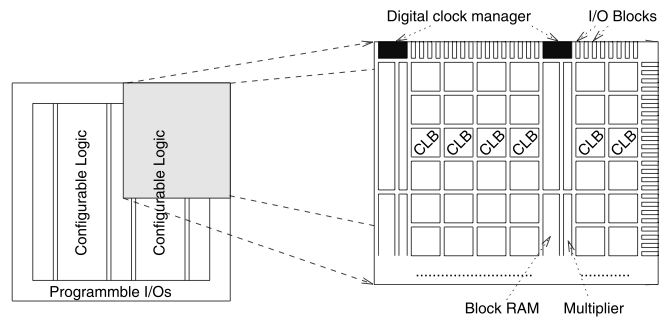 Digital clock manager
I/O Blocks
CLB CLB CLB CLB CLB CLB
Configurable Logic
Configurable Logic
Programmble I/Os
Block RAM
Multiplier